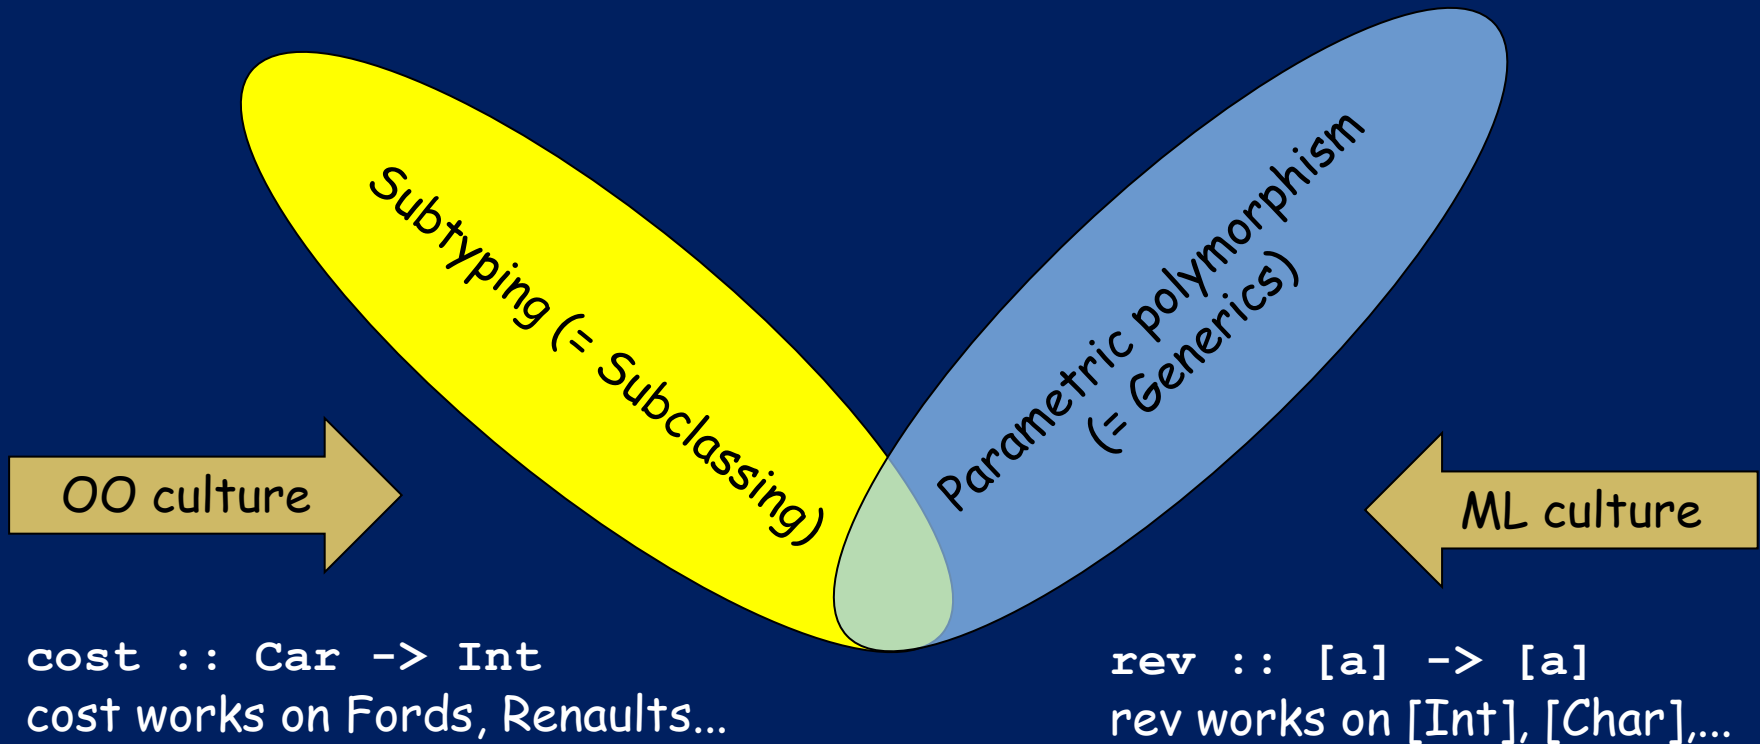 Subtyping (= Subclassing)
Parametric polymorphism
(= Generics)
OO culture
ML culture
cost :: Car -> Int
cost works on Fords, Renaults...
rev :: [a] -> [a]
rev works on [Int], [Char],...